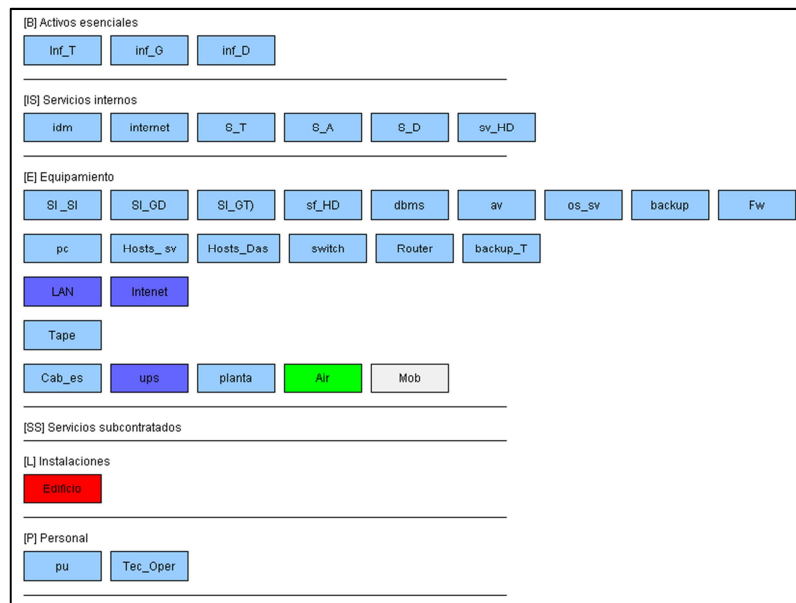 [B] Activos esenciales
Inf_T inf_G inf_D
[IS] Servicios internos
idm internet S_T S_A S_D sv_HD
[E] Equipamiento
SI_SI SI_GD SI_GT) sf_HD dbms av os_sv backup Fw
pc Hosts_sv Hosts_Das switch Router backup_T
LAN Intenet
Tape
Cab_es ups planta Air Mob
[SS] Servicios subcontratados
[L] Instalaciones
Edificio
[P] Personal
pu Tec_Oper